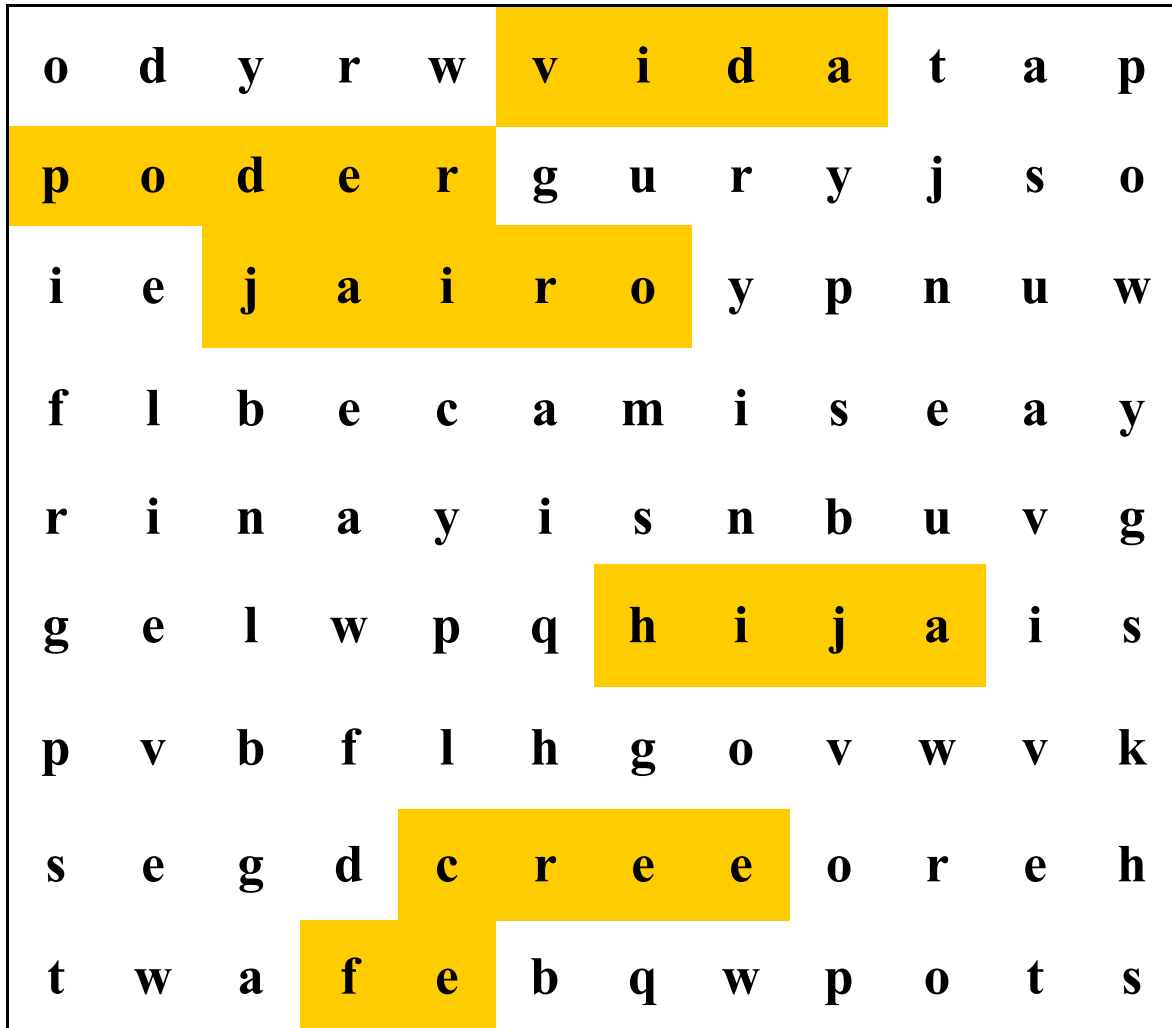 o d y r w v i d a t a p
p o d e r g u r y j s o
i e j a i r o y p n u w
f l b e c a m i s e a y
r i n a y i s n b u v g
g e l w p q h i j a i s
p v b f l h g o v w v k
s e g d c r e e o r e h
t w a f e b q w p o t s